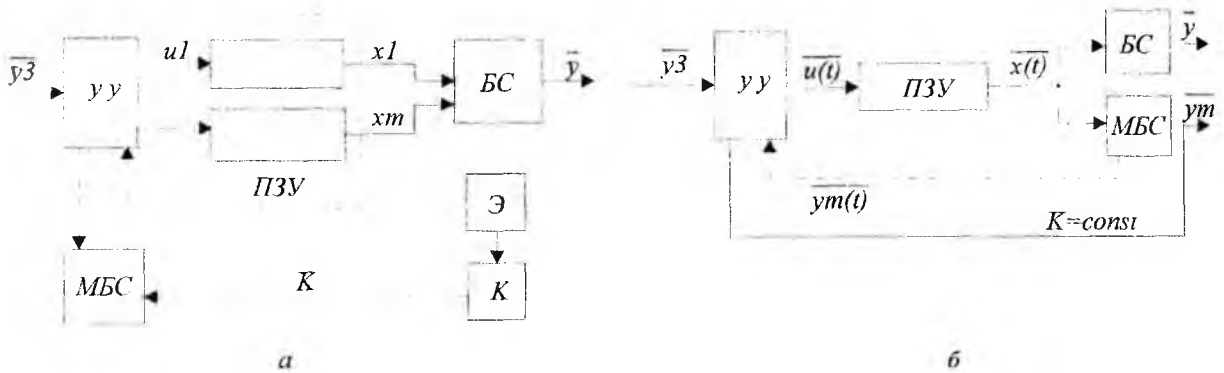 y3
у у
u1
x1
xm
ПЗУ
БС
y
Э
К
К
МБС
а
y3
у у
u(t)
ПЗУ
x(t)
БС
y
МБС
ym
ym(t)
K=const
б